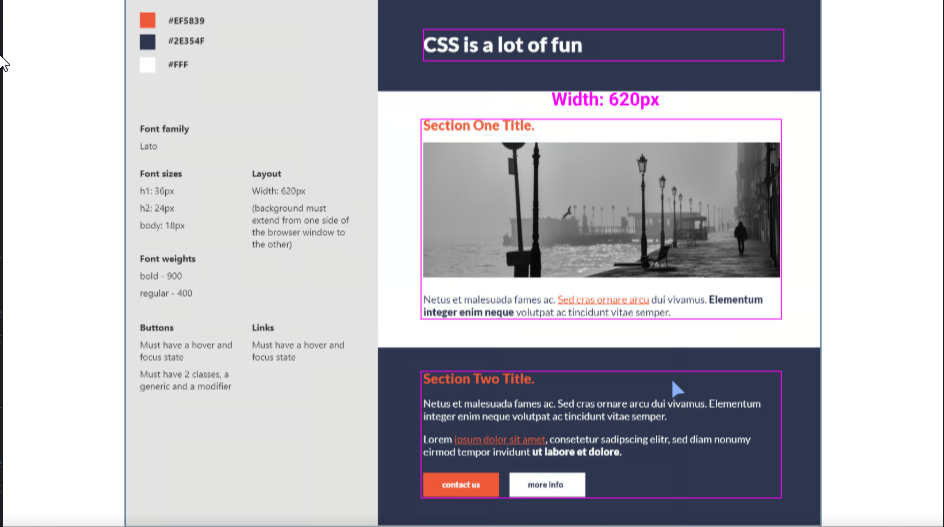 #EF5839
#2E354F
#FFF
Font family
Lato
Font sizes
h1: 36px
h2: 24px
body: 18px
Layout
Width: 620px
(background must
extend from one side of
the browser window to
the other)
Font weights
bold - 900
regular - 400
Buttons
Must have a hover and
focus state
Must have 2 classes, a
generic and a modifier
Links
Must have a hover and
focus state
CSS is a lot of fun
Width: 620px
Section One Title.
Netus et malesuada fames ac. Sed cras ornare arcu dui vivamus. Elementum
integer enim neque volutpat ac tincidunt vitae semper.
Section Two Title.
Netus et malesuada fames ac. Sed cras ornare arcu dui vivamus. Elementum
integer enim neque volutpat ac tincidunt vitae semper.
Lorem ipsum dolor sit amet, consetetur sadipscing elitr, sed diam nonumy
eirmod tempor invidunt ut labore et dolore.
contact us
more info